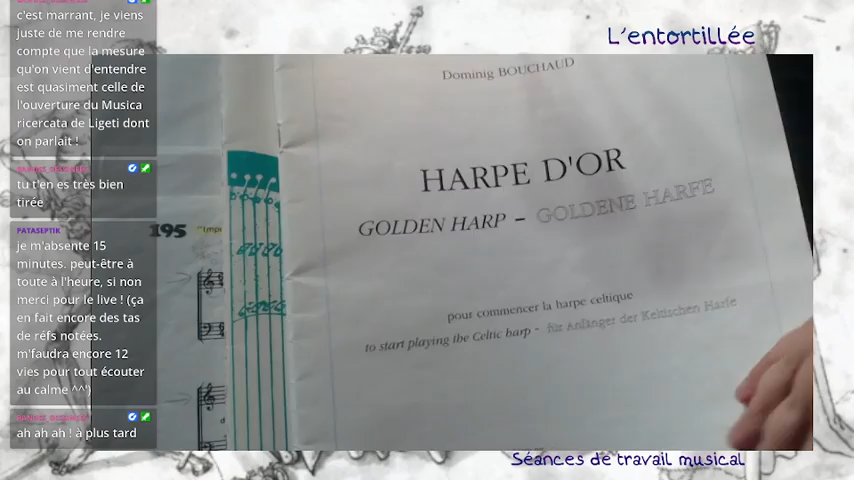 c'est marrant, je viens
juste de me rendre
compte que la mesure
qu'on vient d'entendre
est quasiment celle de
l'ouverture du Musica
ricercata de Ligeti dont
on parlait !
tu t'en es très bien
tirée
PATASEPTIK
je m'absente 15
minutes. peut-être à
toute à l'heure, si non
merci pour le live ! (ça
en fait encore des tas
de réfs notées.
m'faudra encore 12
vies pour tout écouter
au calme ^^')
ah ah ah ! à plus tard
L'entortillée
Dominig BOUCHAUD
HARPE D'OR
GOLDEN HARP – GOLDENE HARFE
pour commencer la harpe celtique
to start playing the Celtic harp - für Anfänger der Keltischen Harfe
195
Séances de travail musical